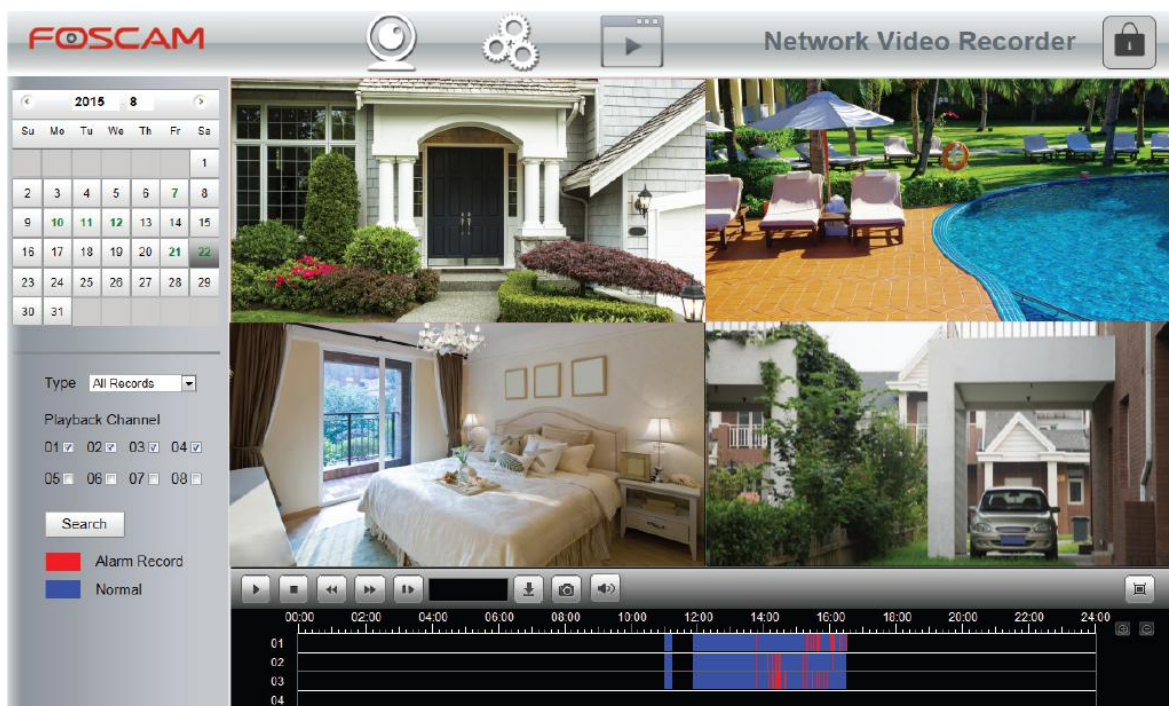 FOSCAM
Network Video Recorder
2015 8
Su Mo Tu We Th Fr Sa
1
2 3 4 5 6 7 8
9 10 11 12 13 14 15
16 17 18 19 20 21 22
23 24 25 26 27 28 29
30 31
Type All Records
Playback Channel
01 02 03 04
05 06 07 08
Search
Alarm Record
Normal
00:00 02:00 04:00 06:00 08:00 10:00 12:00 14:00 16:00 18:00 20:00 22:00 24:00
01
02
03
04